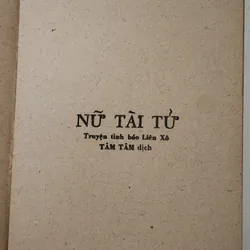 NỮ TÀI TỬ
Truyện tình báo Liên Xô
TÂM TÂM dịch